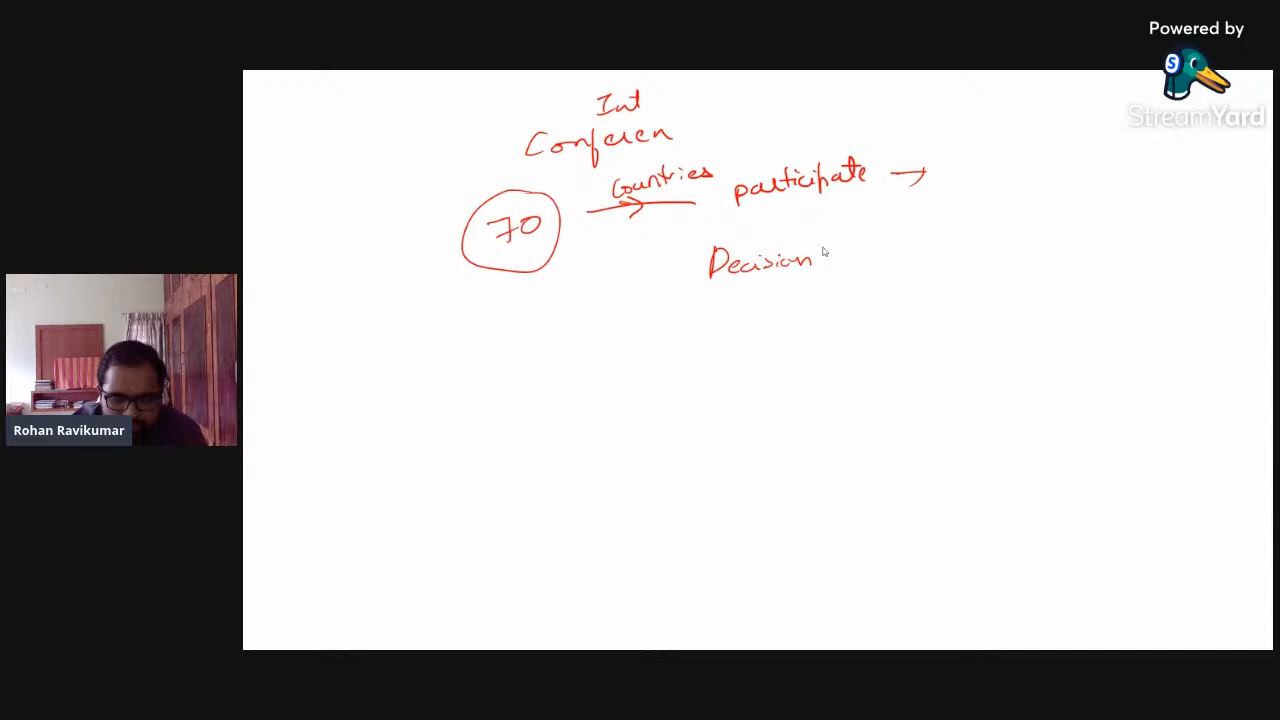 Powered by
StreamYard
Int
Conferen
Countries
participate
70
Decision
Rohan Ravikumar